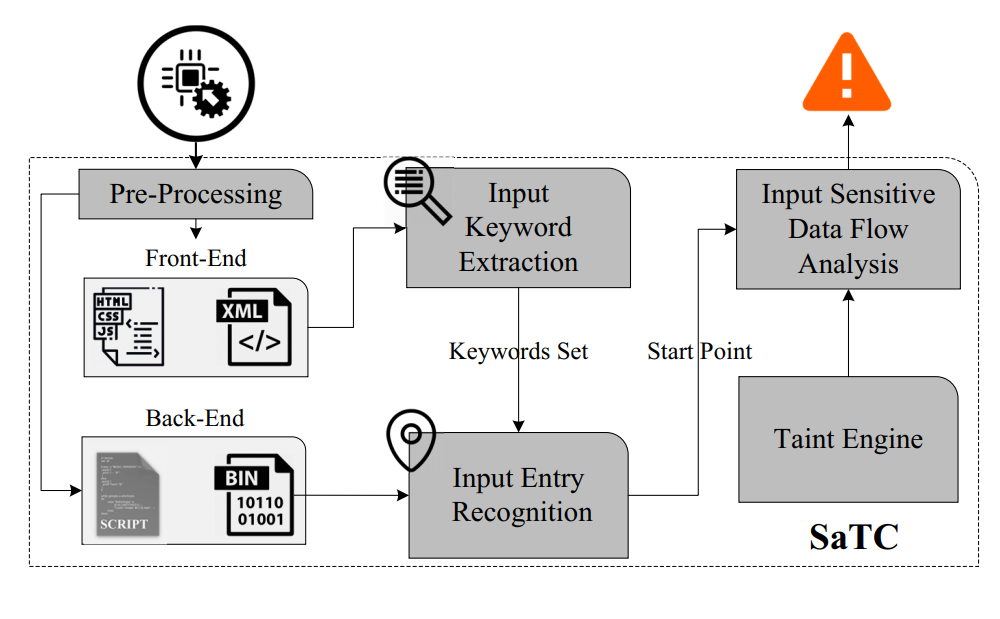 Pre-Processing
Front-End
HTML
CSS
JS
XML
</>
Input
Keyword
Extraction
Keywords Set
Back-End
SCRIPT
BIN
10110
01001
Input Entry
Recognition
Start Point
Input Sensitive
Data Flow
Analysis
Taint Engine
SaTC